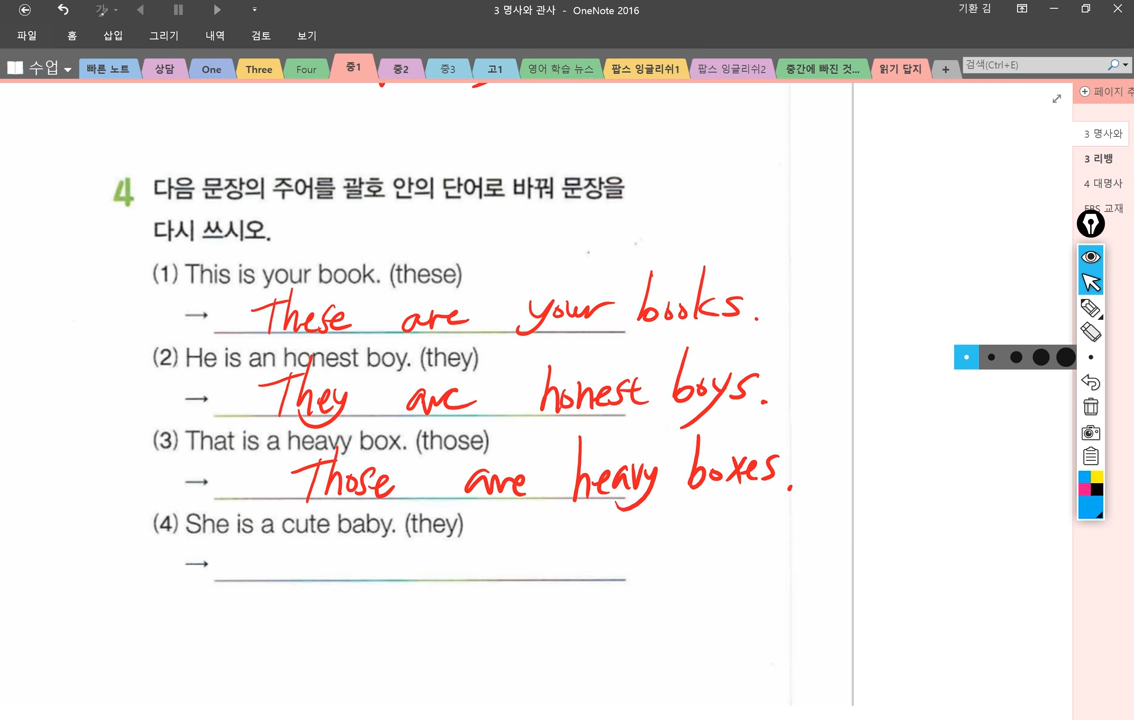 3 명사와 관사 - OneNote 2016
기환 김
파일 홈 삽입 그리기 내역 검토 보기
수업 빠른 노트 상담 One Three Four 중1 중2 중3 고1 영어 학습 뉴스 팝스 잉글리쉬1 팝스 잉글리쉬2 중간에 빠진 것... 읽기 답지 + 검색(Ctrl+E)
페이지 추
3 명사와
3 리뱅
4 대명사
EBS 교재
4 다음 문장의 주어를 괄호 안의 단어로 바꿔 문장을
다시 쓰시오.
(1) This is your book. (these)
→ These are your books.
(2) He is an honest boy. (they)
→ They are honest boys.
(3) That is a heavy box. (those)
→ Those are heavy boxes.
(4) She is a cute baby. (they)
→